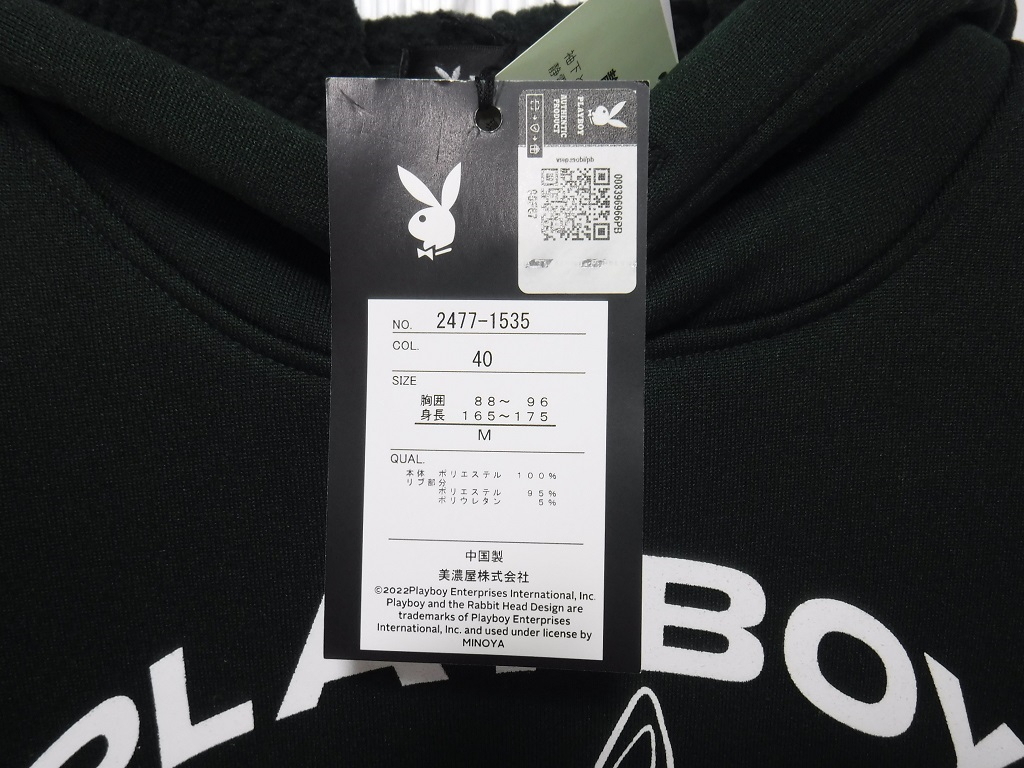 袖下
PLAYBOY
AUTHENTIC
PRODUCT
008396966PB
NO. 2477-1535
COL. 40
SIZE
胸囲 88～ 96
身長 165～175
M
QUAL.
本体 ポリエステル 100%
リブ部分
ポリエステル 95%
ポリウレタン 5%
中国製
美濃屋株式会社
©2022Playboy Enterprises International, Inc.
Playboy and the Rabbit Head Design are
trademarks of Playboy Enterprises
International, Inc. and used under license by
MINOYA
PLAYBOY